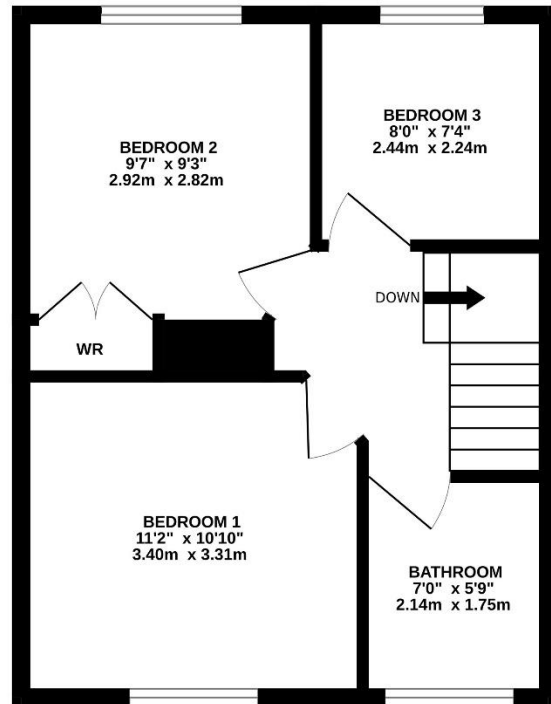 BEDROOM 2
9'7" x 9'3"
2.92m x 2.82m
BEDROOM 3
8'0" x 7'4"
2.44m x 2.24m
DOWN
WR
BEDROOM 1
11'2" x 10'10"
3.40m x 3.31m
BATHROOM
7'0" x 5'9"
2.14m x 1.75m